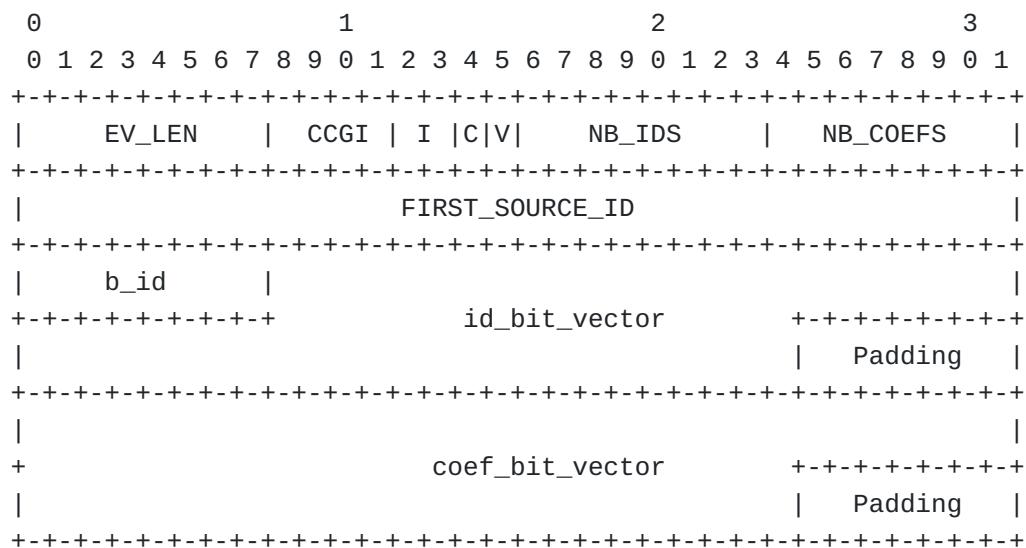 0                   1                   2                   3
 0 1 2 3 4 5 6 7 8 9 0 1 2 3 4 5 6 7 8 9 0 1 2 3 4 5 6 7 8 9 0 1
+-+-+-+-+-+-+-+-+-+-+-+-+-+-+-+-+-+-+-+-+-+-+-+-+-+-+-+-+-+-+-+-+
|     EV_LEN    |  CCGI | I |C|V|    NB_IDS     |   NB_COEFS    |
+-+-+-+-+-+-+-+-+-+-+-+-+-+-+-+-+-+-+-+-+-+-+-+-+-+-+-+-+-+-+-+-+
|                        FIRST_SOURCE_ID                        |
+-+-+-+-+-+-+-+-+-+-+-+-+-+-+-+-+-+-+-+-+-+-+-+-+-+-+-+-+-+-+-+-+
|     b_id      |                                               |
+-+-+-+-+-+-+-+-+            id_bit_vector        +-+-+-+-+-+-+-+
|                                                 |   Padding   |
+-+-+-+-+-+-+-+-+-+-+-+-+-+-+-+-+-+-+-+-+-+-+-+-+-+-+-+-+-+-+-+-+
|                                                               |
+                          coef_bit_vector        +-+-+-+-+-+-+-+
|                                                 |   Padding   |
+-+-+-+-+-+-+-+-+-+-+-+-+-+-+-+-+-+-+-+-+-+-+-+-+-+-+-+-+-+-+-+-+